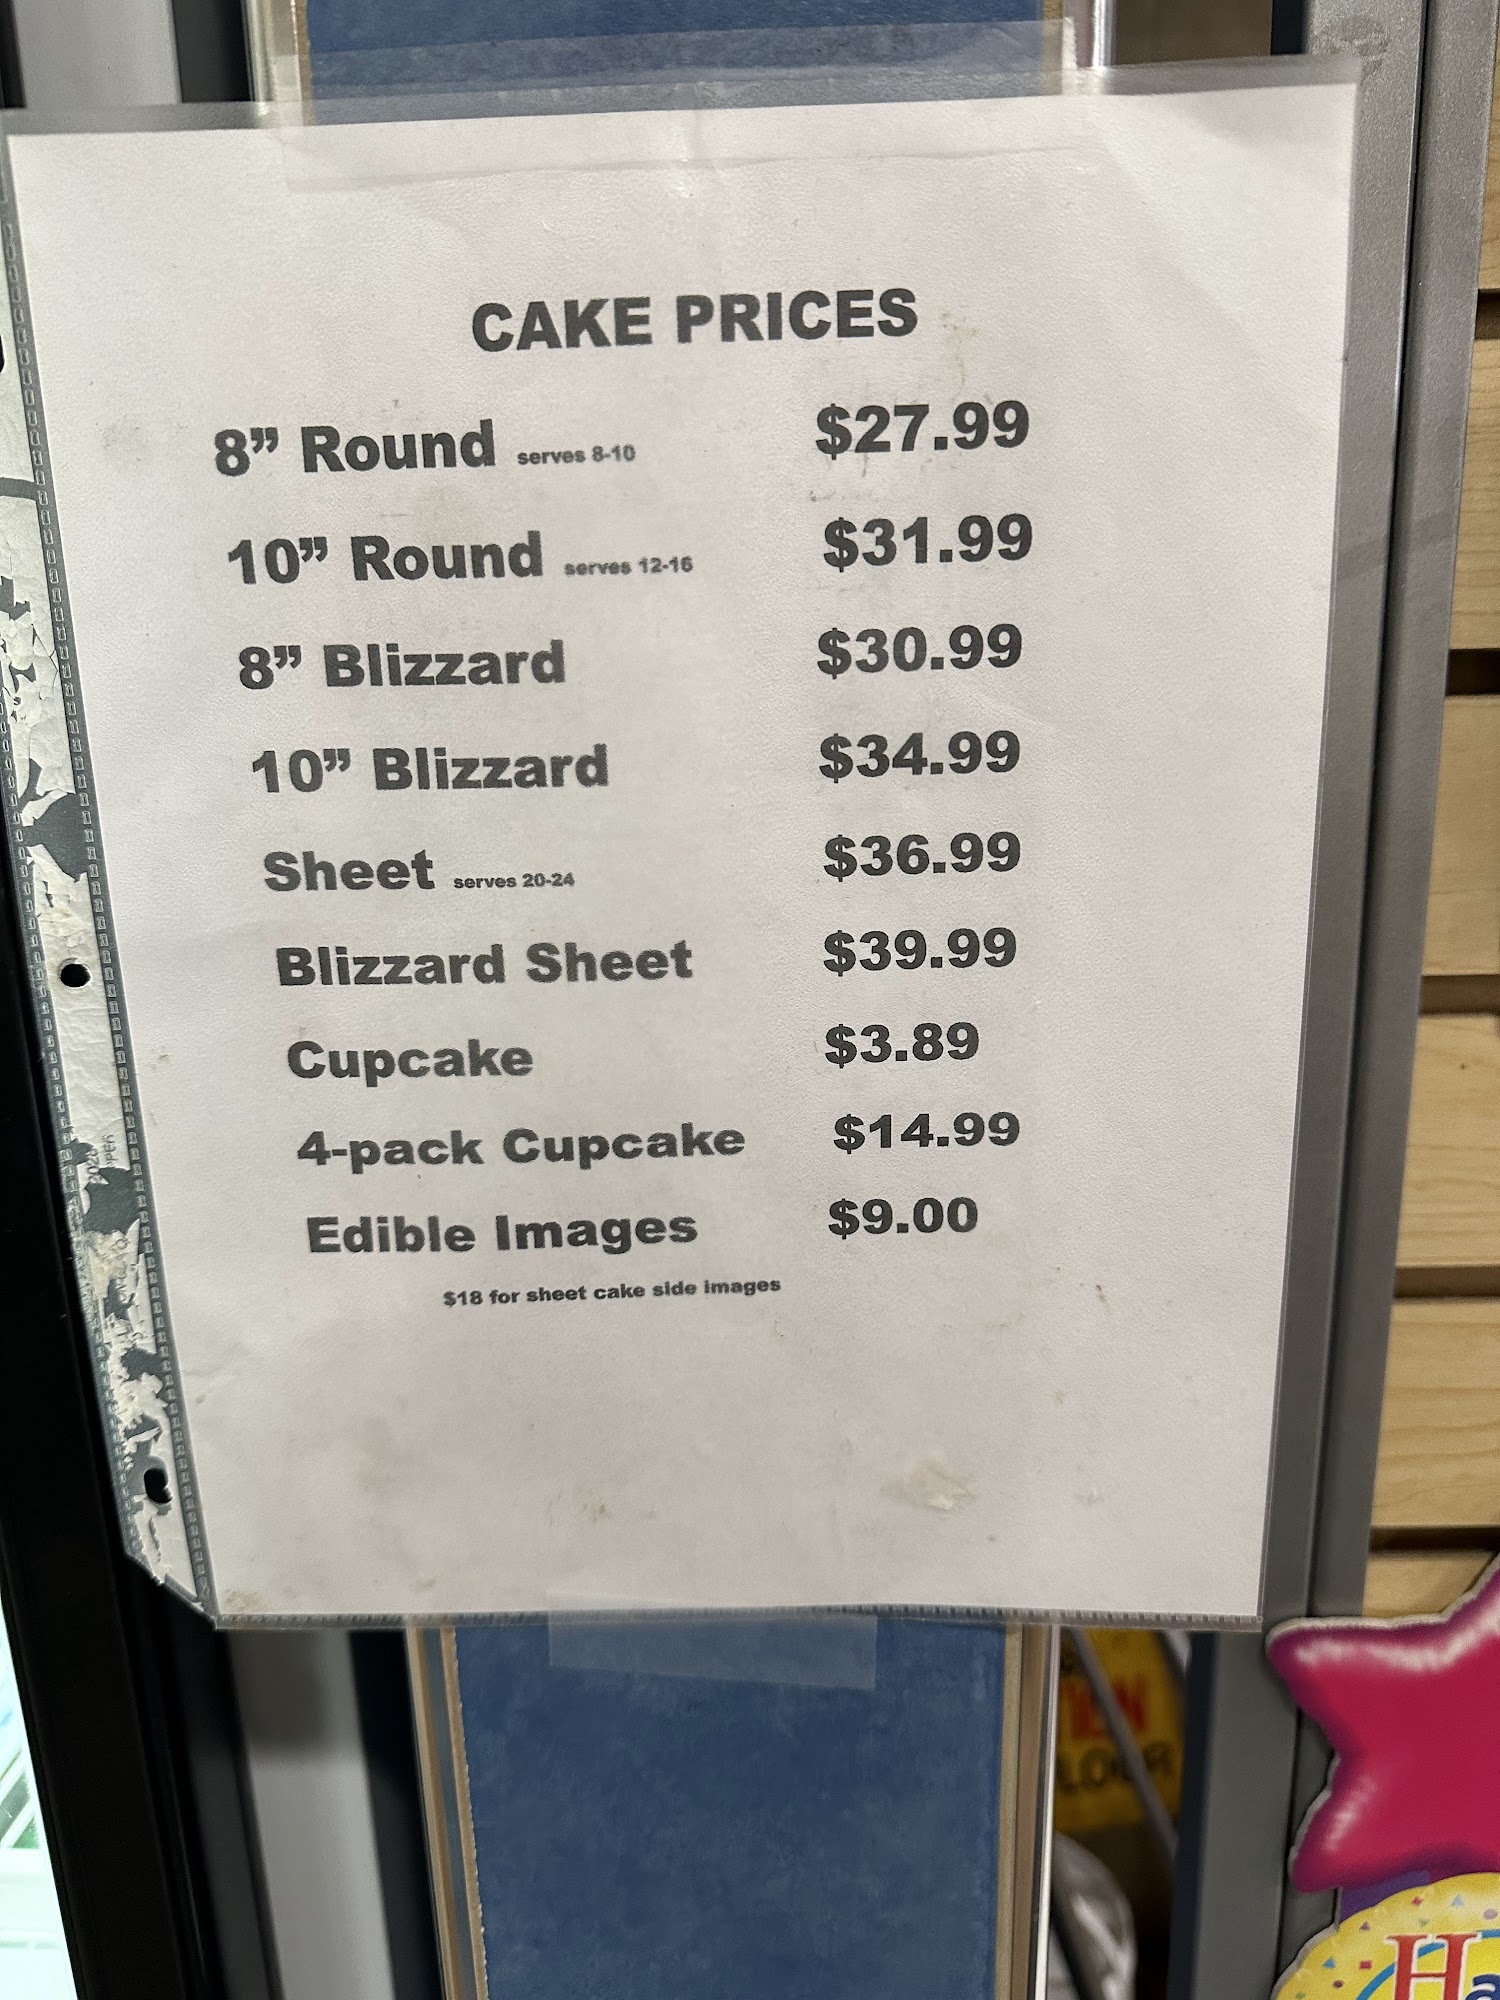 CAKE PRICES
8” Round serves 8-10 $27.99
10” Round serves 12-16 $31.99
8” Blizzard $30.99
10” Blizzard $34.99
Sheet serves 20-24 $36.99
Blizzard Sheet $39.99
Cupcake $3.89
4-pack Cupcake $14.99
Edible Images $9.00
$18 for sheet cake side images